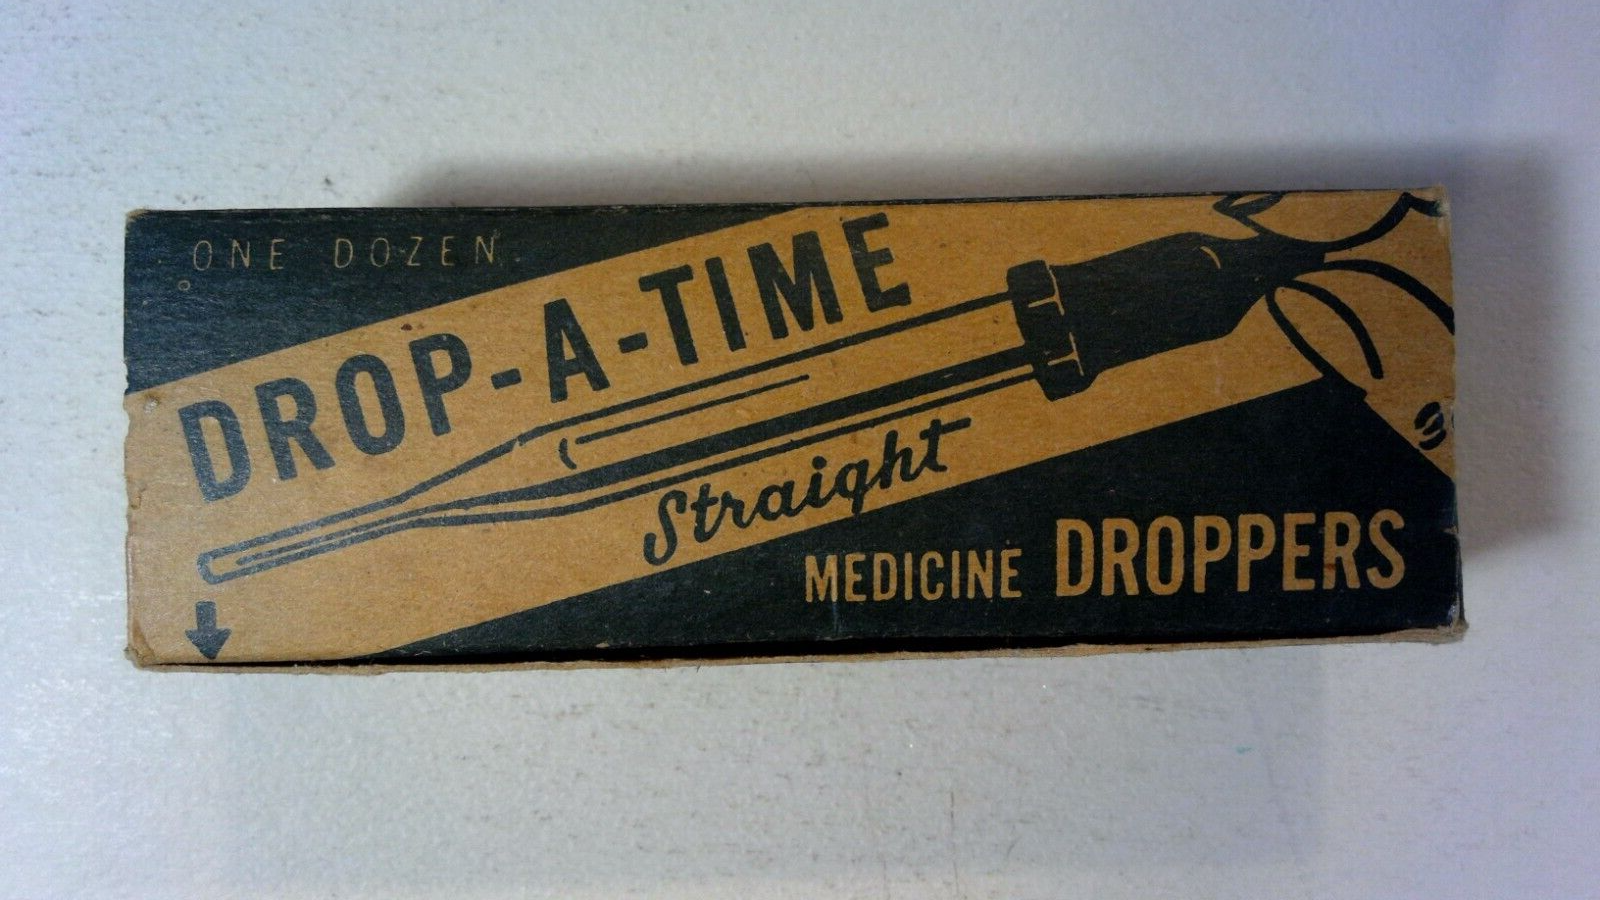 ONE DOZEN
DROP-A-TIME
Straight
MEDICINE DROPPERS